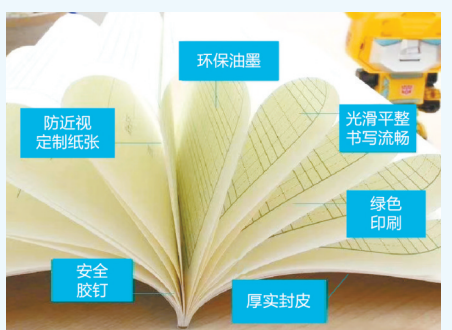 环保油墨
防近视
定制纸张
光滑平整
书写流畅
绿色
印刷
安全
胶钉
厚实封皮